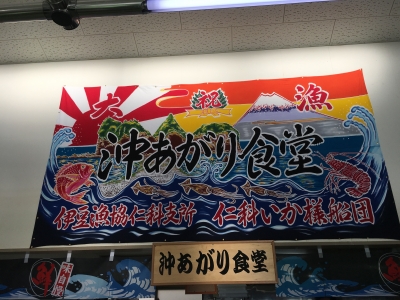 大 祝 漁
沖あがり食堂
伊豆漁協仁科支所 仁科いか様船団
沖あがり食堂